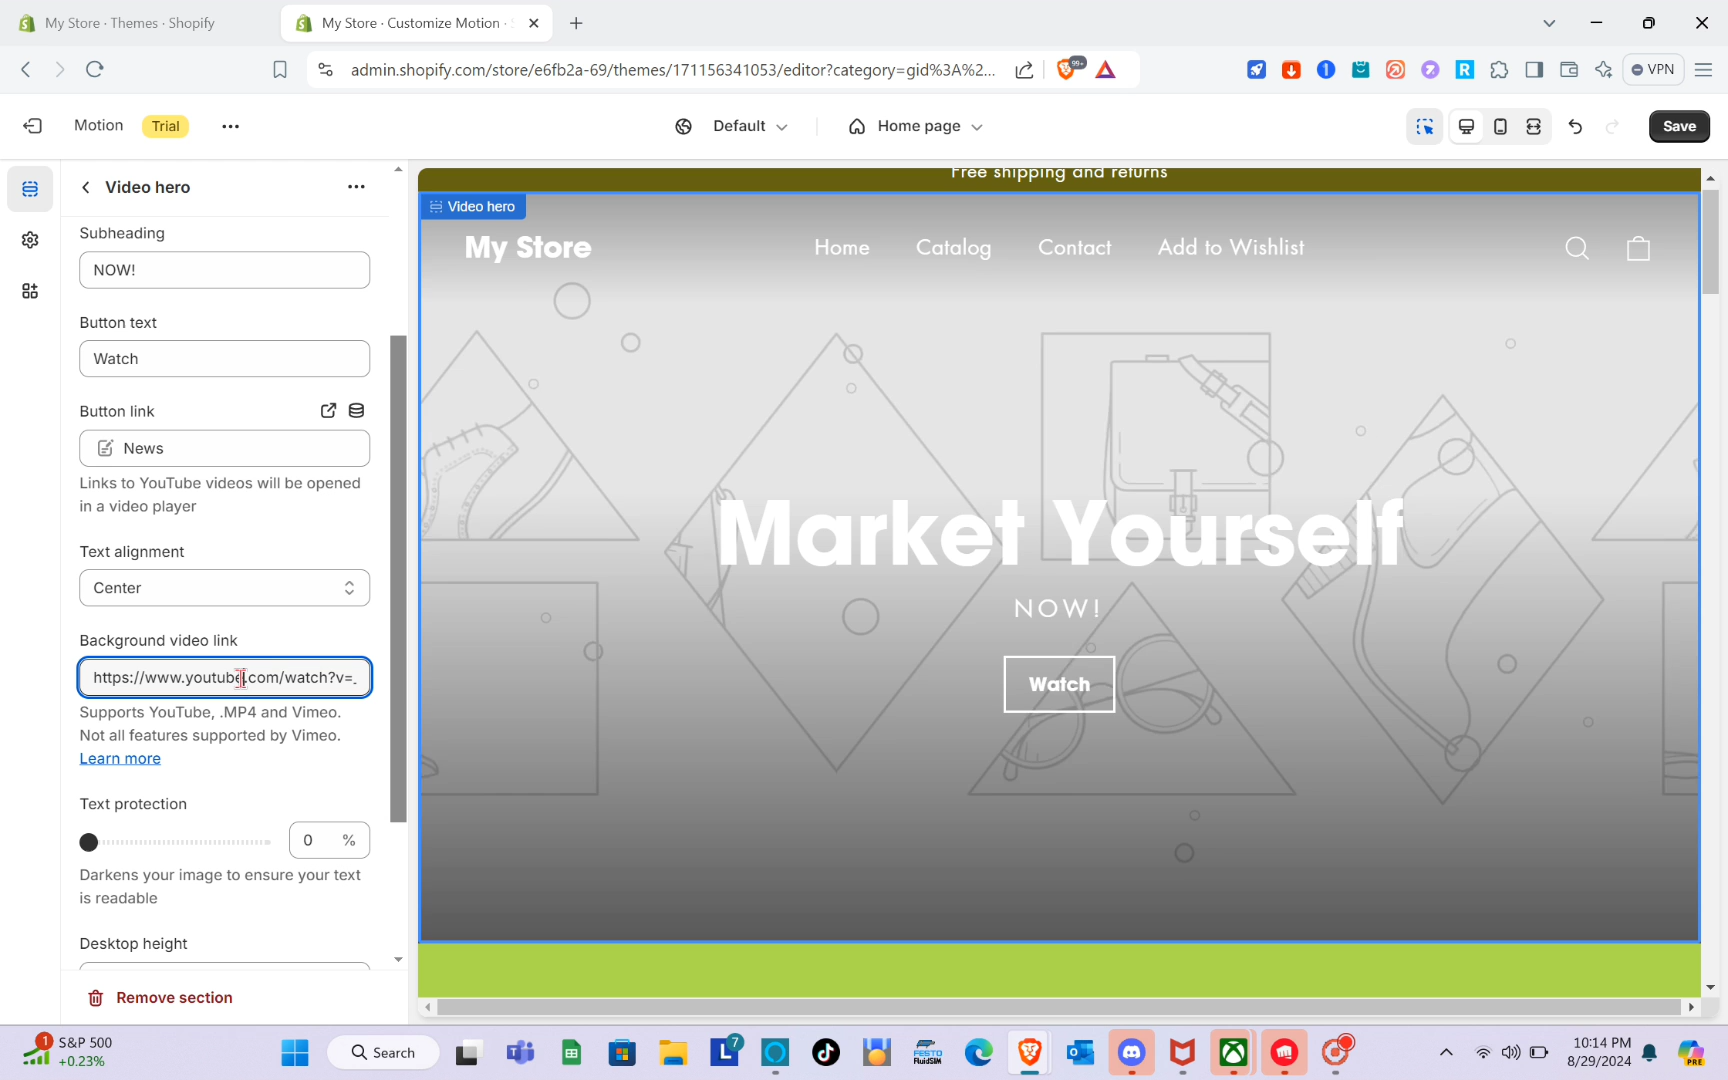 My Store · Themes · Shopify
My Store · Customize Motion ·
admin.shopify.com/store/e6fb2a-69/themes/171156341053/editor?category=gid%3A%2...
99+
VPN
Motion
Trial
Default
Home page
Save
Video hero
Subheading
NOW!
Button text
Watch
Button link
News
Links to YouTube videos will be opened
in a video player
Text alignment
Center
Background video link
https://www.youtube.com/watch?v=_
Supports YouTube, .MP4 and Vimeo.
Not all features supported by Vimeo.
Learn more
Text protection
0 %
Darkens your image to ensure your text
is readable
Desktop height
Remove section
Free shipping and returns
Video hero
My Store
Home
Catalog
Contact
Add to Wishlist
Market Yourself
NOW!
Watch
1
S&P 500
+0.23%
Search
L
7
FESTO
FluidSIM
10:14 PM
8/29/2024
PRE